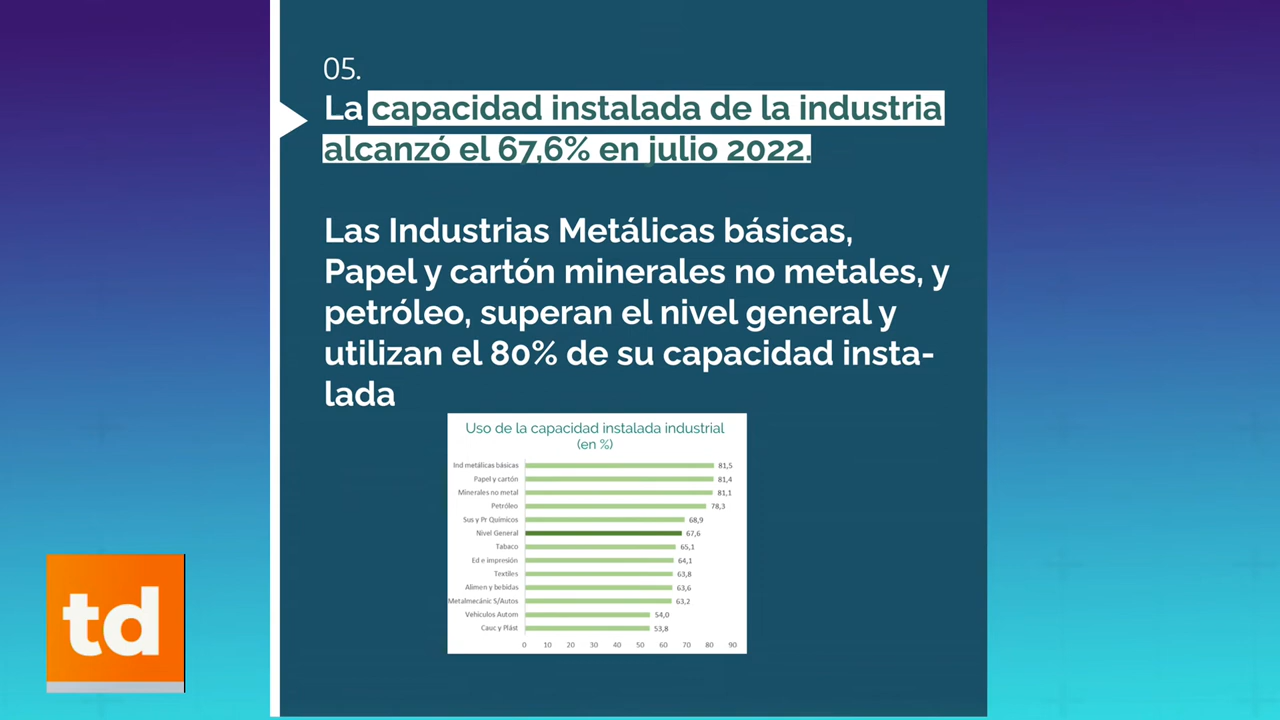 05.
La capacidad instalada de la industria
alcanzó el 67,6% en julio 2022.
Las Industrias Metálicas básicas,
Papel y cartón minerales no metales, y
petróleo, superan el nivel general y
utilizan el 80% de su capacidad insta-
lada
Uso de la capacidad instalada industrial
(en %)
Ind metálicas básicas 81,5
Papel y cartón 81,4
Minerales no metal 81,1
Petróleo 78,3
Sus y Pr Químicos 68,9
Nivel General 67,6
Tabaco 65,1
Ed e impresión 64,1
Textiles 63,8
Alimen y bebidas 63,6
Metalmecánic S/Autos 63,2
Vehículos Autom 54,0
Cauc y Plást 53,8
0 10 20 30 40 50 60 70 80 90
td